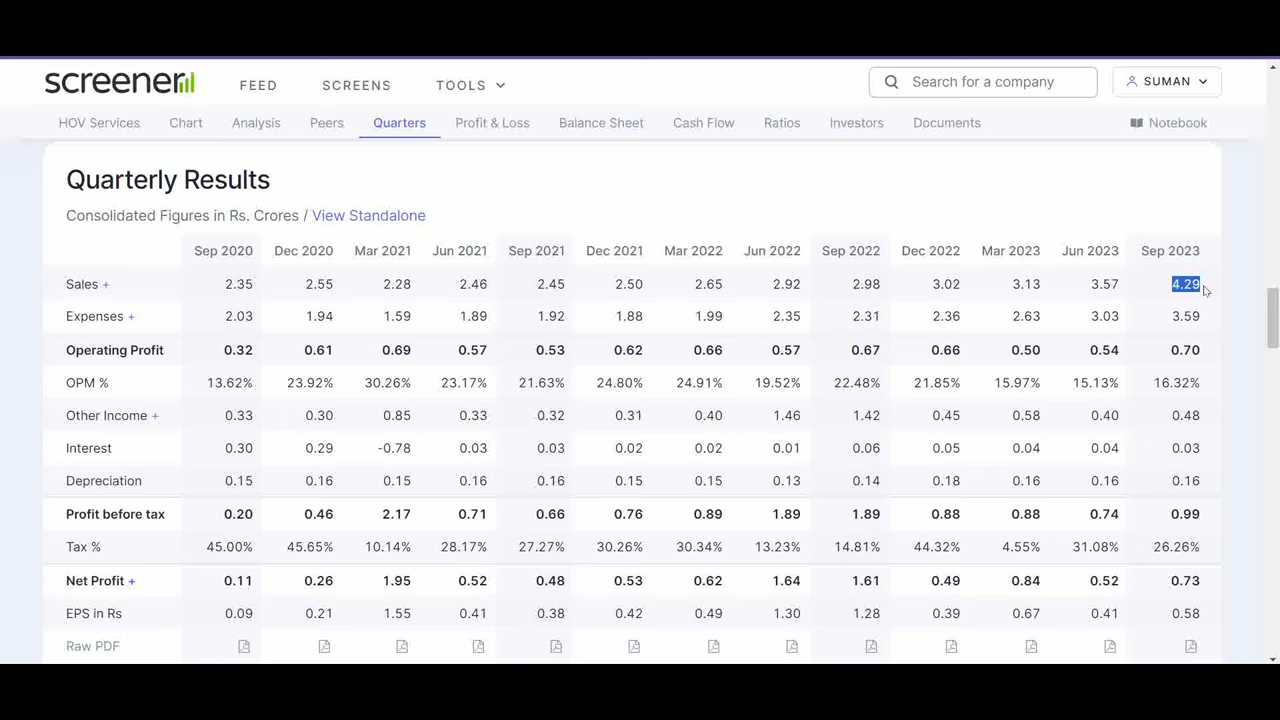 screener FEED SCREENS TOOLS Search for a company SUMAN
HOV Services Chart Analysis Peers Quarters Profit & Loss Balance Sheet Cash Flow Ratios Investors Documents Notebook
Quarterly Results
Consolidated Figures in Rs. Crores / View Standalone
Sep 2020 Dec 2020 Mar 2021 Jun 2021 Sep 2021 Dec 2021 Mar 2022 Jun 2022 Sep 2022 Dec 2022 Mar 2023 Jun 2023 Sep 2023
Sales + 2.35 2.55 2.28 2.46 2.45 2.50 2.65 2.92 2.98 3.02 3.13 3.57 4.29
Expenses + 2.03 1.94 1.59 1.89 1.92 1.88 1.99 2.35 2.31 2.36 2.63 3.03 3.59
Operating Profit 0.32 0.61 0.69 0.57 0.53 0.62 0.66 0.57 0.67 0.66 0.50 0.54 0.70
OPM % 13.62% 23.92% 30.26% 23.17% 21.63% 24.80% 24.91% 19.52% 22.48% 21.85% 15.97% 15.13% 16.32%
Other Income + 0.33 0.30 0.85 0.33 0.32 0.31 0.40 1.46 1.42 0.45 0.58 0.40 0.48
Interest 0.30 0.29 -0.78 0.03 0.03 0.02 0.02 0.01 0.06 0.05 0.04 0.04 0.03
Depreciation 0.15 0.16 0.15 0.16 0.16 0.15 0.15 0.13 0.14 0.18 0.16 0.16 0.16
Profit before tax 0.20 0.46 2.17 0.71 0.66 0.76 0.89 1.89 1.89 0.88 0.88 0.74 0.99
Tax % 45.00% 45.65% 10.14% 28.17% 27.27% 30.26% 30.34% 13.23% 14.81% 44.32% 4.55% 31.08% 26.26%
Net Profit + 0.11 0.26 1.95 0.52 0.48 0.53 0.62 1.64 1.61 0.49 0.84 0.52 0.73
EPS in Rs 0.09 0.21 1.55 0.41 0.38 0.42 0.49 1.30 1.28 0.39 0.67 0.41 0.58
Raw PDF